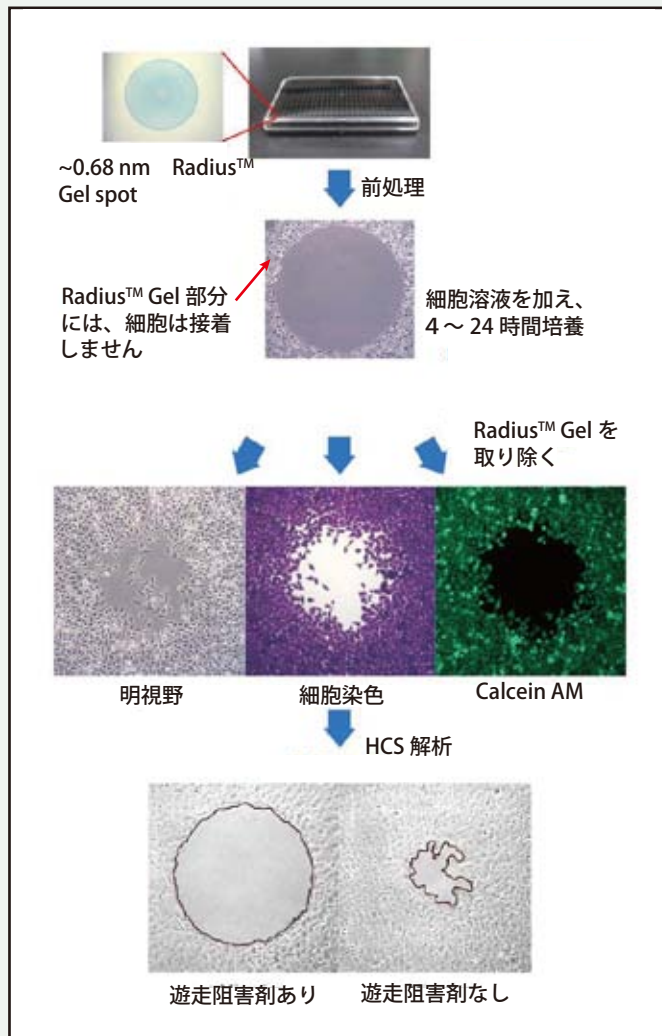 ~0.68 nm Radius™
Gel spot
前処理
Radius™ Gel 部分
には、細胞は接着
しません
細胞溶液を加え、
4 ～ 24 時間培養
Radius™ Gel を
取り除く
明視野
細胞染色
Calcein AM
HCS 解析
遊走阻害剤あり
遊走阻害剤なし